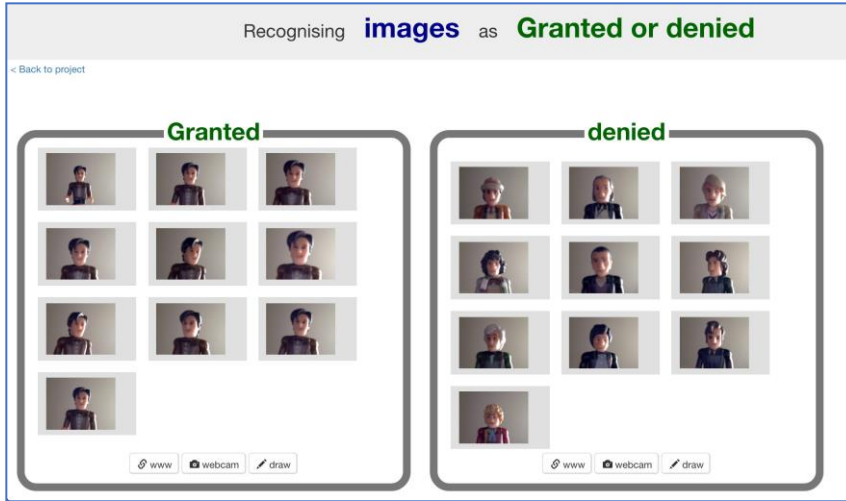 Recognising images as Granted or denied
< Back to project
Granted
denied
www webcam draw
www webcam draw